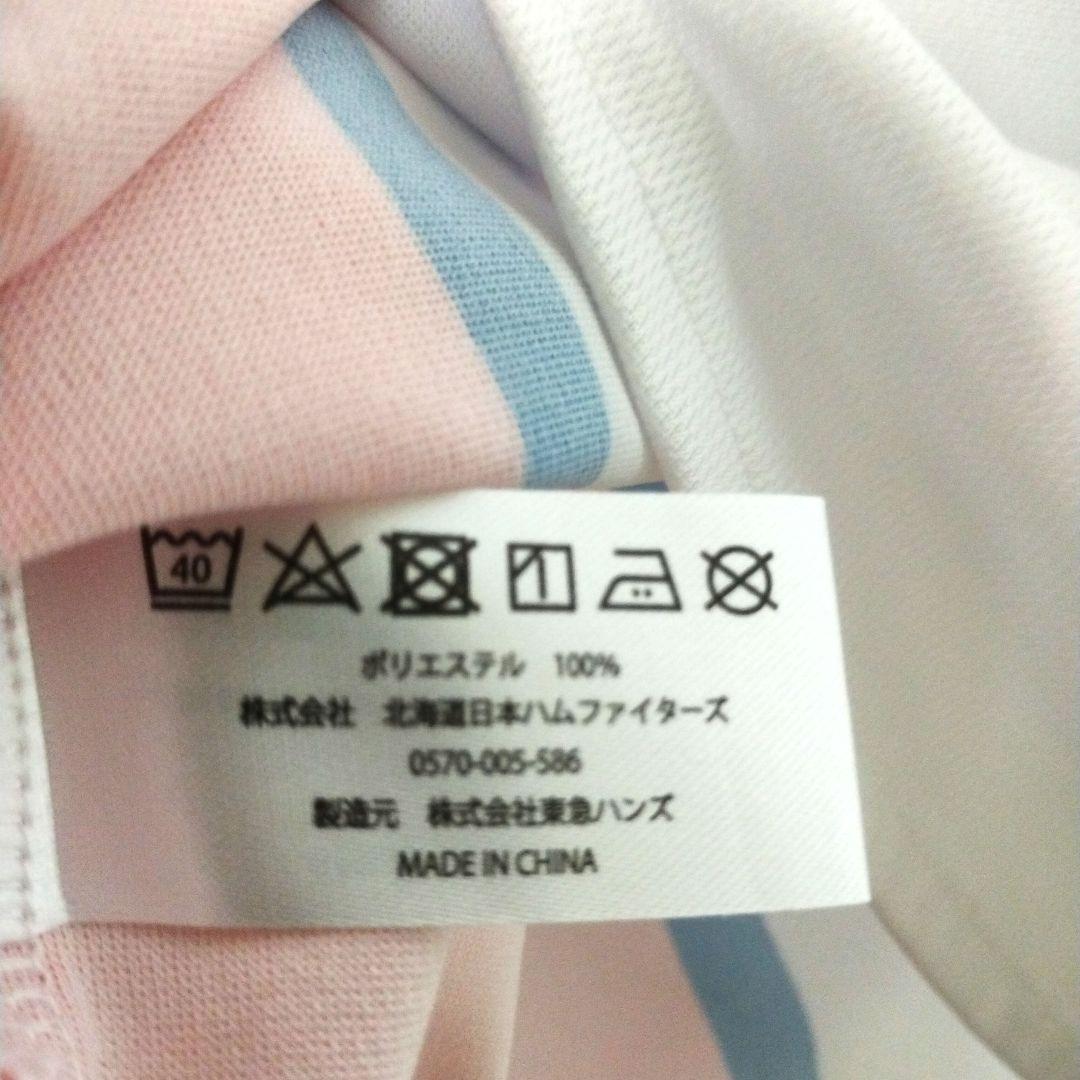 40
ポリエステル 100%
株式会社 北海道日本ハムファイターズ
0570-005-586
製造元 株式会社東急ハンズ
MADE IN CHINA